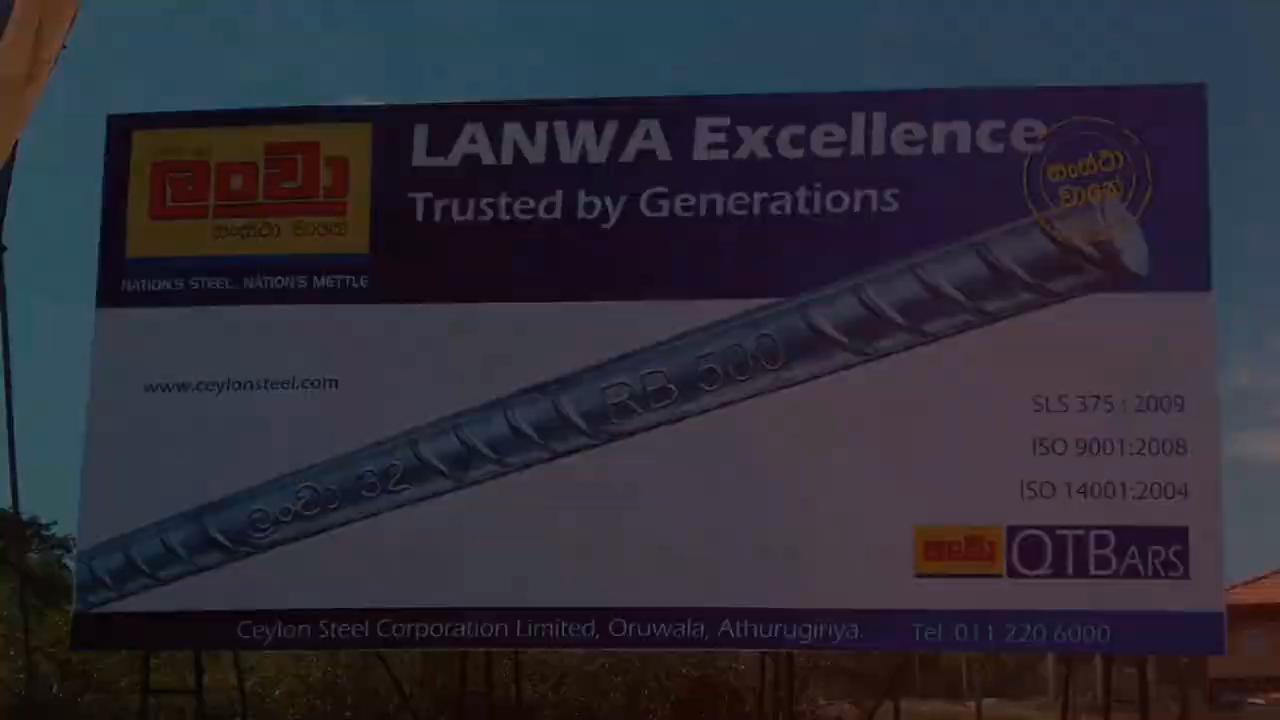 ලංවා
LANWA Excellence
Trusted by Generations
NATION'S STEEL, NATION'S METTLE
www.ceylonsteel.com
ලංවා 32
RB 500
SLS 375 : 2009
ISO 9001:2008
ISO 14001:2004
ලංවා QTBARS
Ceylon Steel Corporation Limited, Oruwala, Athurugiriya. Tel 011 220 6000